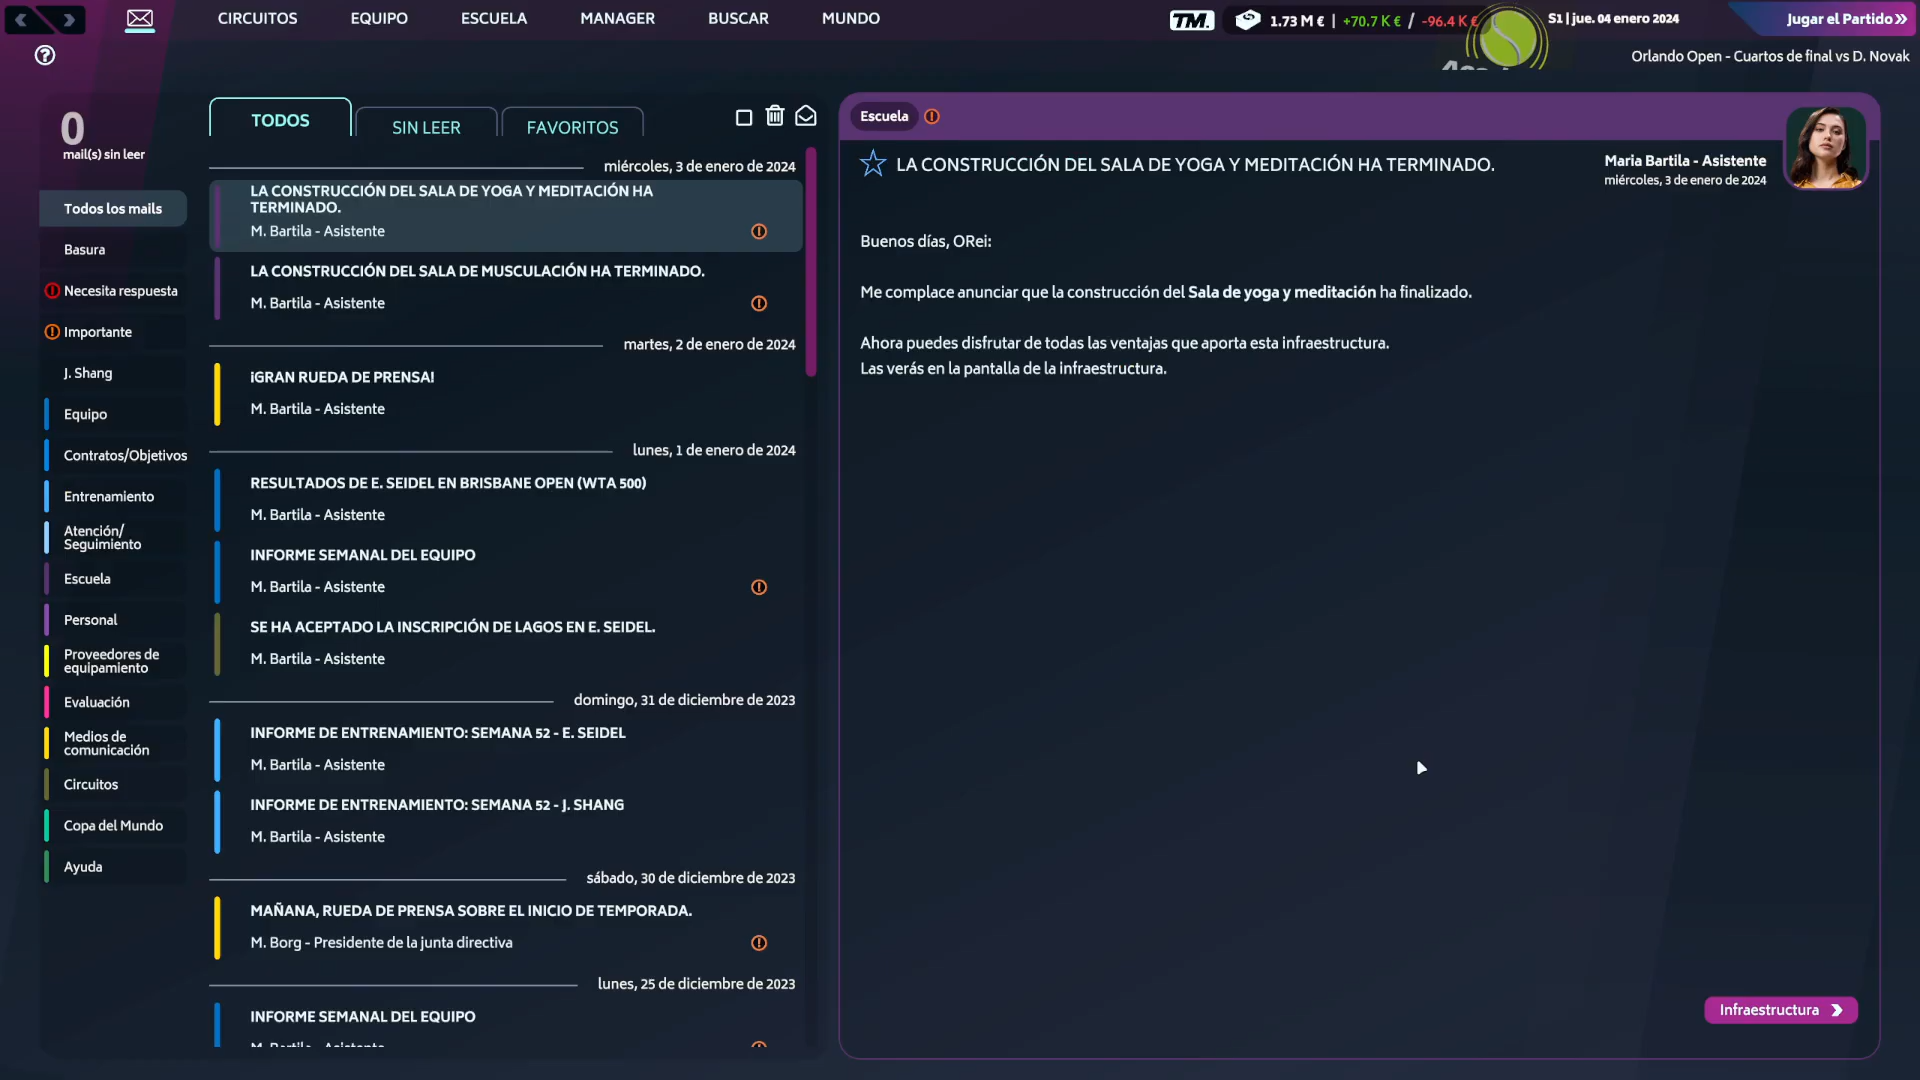 CIRCUITOS
EQUIPO
ESCUELA
MANAGER
BUSCAR
MUNDO
TM.
1.73 M € | +70.7 K € / -96.4 K €
S1 | jue. 04 enero 2024
Jugar el Partido
Orlando Open - Cuartos de final vs D. Novak
0
mail(s) sin leer
Todos los mails
Basura
Necesita respuesta
Importante
J. Shang
Equipo
Contratos/Objetivos
Entrenamiento
Atención/
Seguimiento
Escuela
Personal
Proveedores de
equipamiento
Evaluación
Medios de
comunicación
Circuitos
Copa del Mundo
Ayuda
TODOS
SIN LEER
FAVORITOS
miércoles, 3 de enero de 2024
LA CONSTRUCCIÓN DEL SALA DE YOGA Y MEDITACIÓN HA
TERMINADO.
M. Bartila - Asistente
LA CONSTRUCCIÓN DEL SALA DE MUSCULACIÓN HA TERMINADO.
M. Bartila - Asistente
martes, 2 de enero de 2024
¡GRAN RUEDA DE PRENSA!
M. Bartila - Asistente
lunes, 1 de enero de 2024
RESULTADOS DE E. SEIDEL EN BRISBANE OPEN (WTA 500)
M. Bartila - Asistente
INFORME SEMANAL DEL EQUIPO
M. Bartila - Asistente
SE HA ACEPTADO LA INSCRIPCIÓN DE LAGOS EN E. SEIDEL.
M. Bartila - Asistente
domingo, 31 de diciembre de 2023
INFORME DE ENTRENAMIENTO: SEMANA 52 - E. SEIDEL
M. Bartila - Asistente
INFORME DE ENTRENAMIENTO: SEMANA 52 - J. SHANG
M. Bartila - Asistente
sábado, 30 de diciembre de 2023
MAÑANA, RUEDA DE PRENSA SOBRE EL INICIO DE TEMPORADA.
M. Borg - Presidente de la junta directiva
lunes, 25 de diciembre de 2023
INFORME SEMANAL DEL EQUIPO
M. Bartila - Asistente
Escuela
LA CONSTRUCCIÓN DEL SALA DE YOGA Y MEDITACIÓN HA TERMINADO.
Maria Bartila - Asistente
miércoles, 3 de enero de 2024
Buenos días, ORei:
Me complace anunciar que la construcción del Sala de yoga y meditación ha finalizado.
Ahora puedes disfrutar de todas las ventajas que aporta esta infraestructura.
Las verás en la pantalla de la infraestructura.
Infraestructura